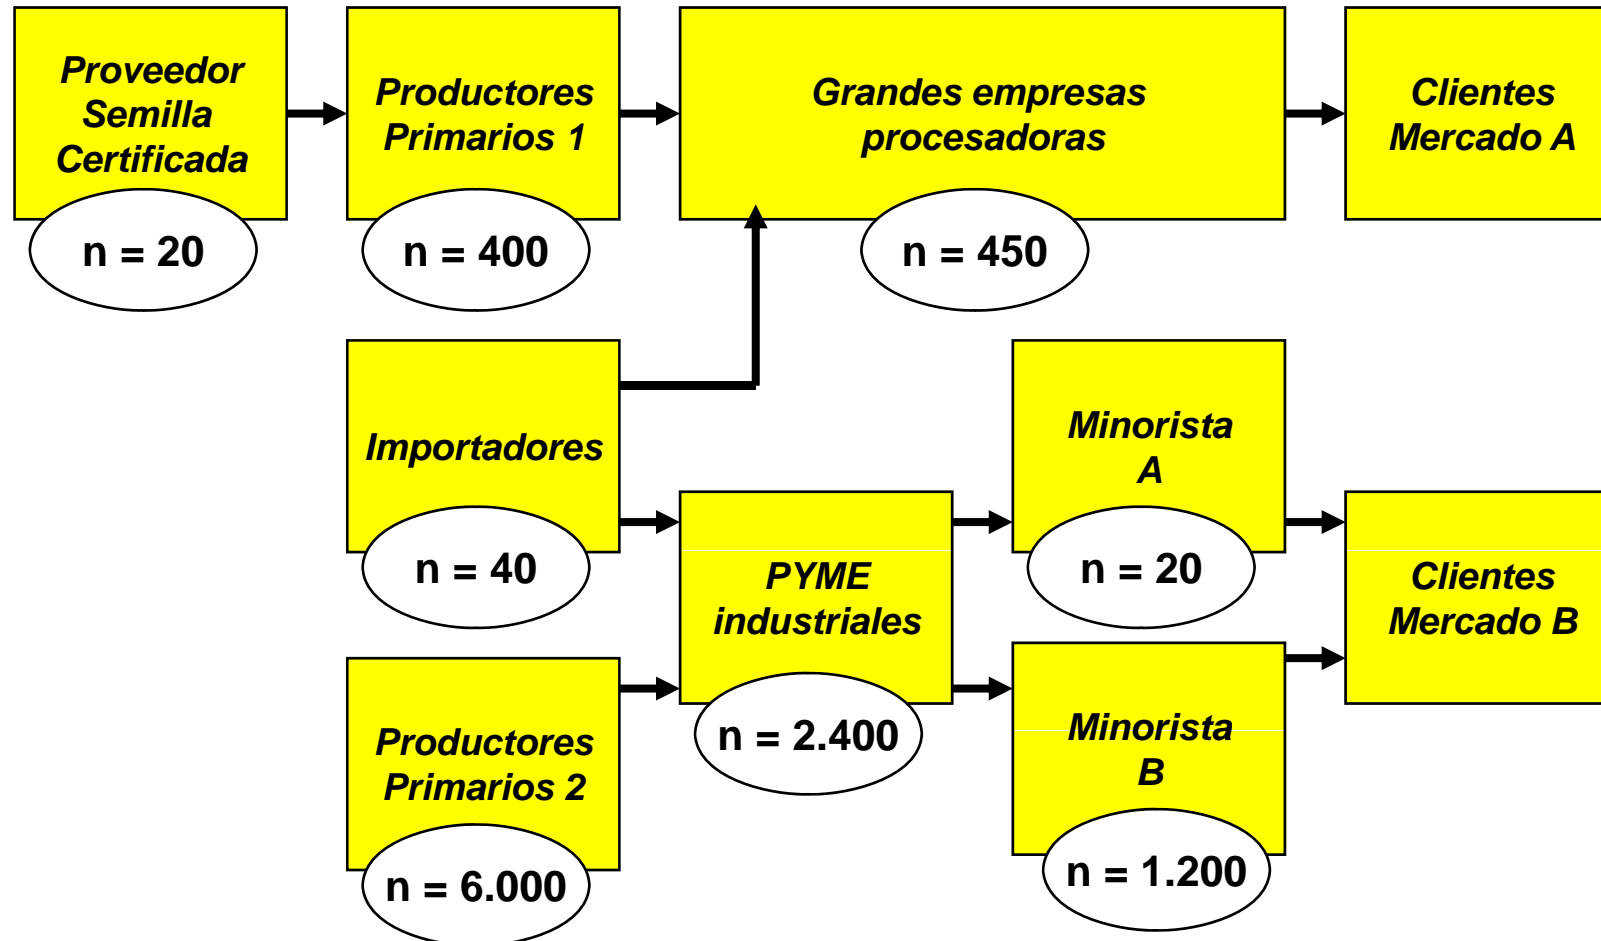 Proveedor
Semilla
Certificada
n = 20
Productores
Primarios 1
n = 400
Grandes empresas
procesadoras
n = 450
Clientes
Mercado A
Importadores
n = 40
Minorista
A
n = 20
PYME
industriales
n = 2.400
Clientes
Mercado B
Productores
Primarios 2
n = 6.000
Minorista
B
n = 1.200